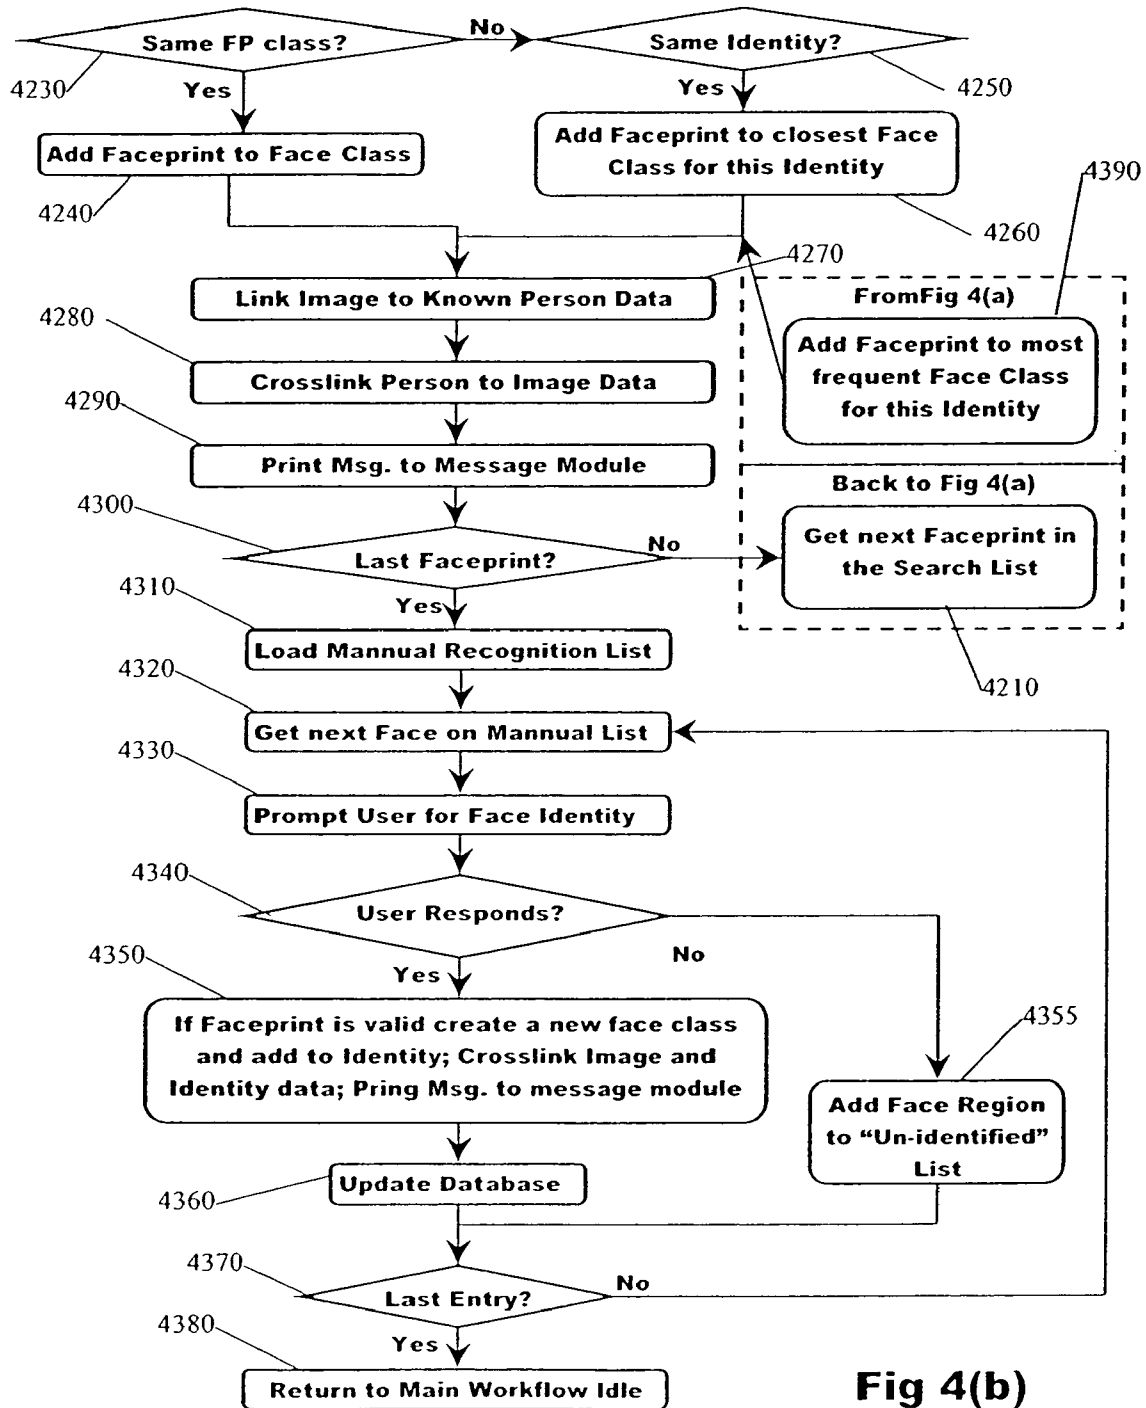 Same FP class?
No
Same Identity?
4230
Yes
Yes
4250
Add Faceprint to Face Class
Add Faceprint to closest Face
Class for this Identity
4390
4240
4260
4270
Link Image to Known Person Data
FromFig 4(a)
4280
Add Faceprint to most
frequent Face Class
for this Identity
Crosslink Person to Image Data
4290
Print Msg. to Message Module
Back to Fig 4(a)
4300
Last Faceprint?
No
Get next Faceprint in
the Search List
4310
Yes
Load Mannual Recognition List
4320
4210
Get next Face on Mannual List
4330
Prompt User for Face Identity
4340
User Responds?
No
4350
Yes
If Faceprint is valid create a new face class
and add to Identity; Crosslink Image and
Identity data; Pring Msg. to message module
4355
Add Face Region
to “Un-identified”
List
Update Database
4360
4370
Last Entry?
No
4380
Yes
Return to Main Workflow Idle
Fig 4(b)